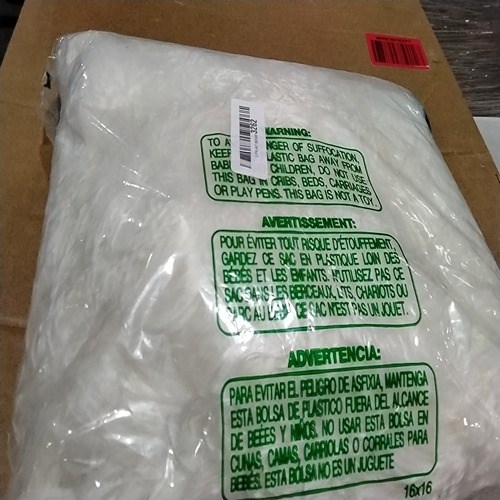 WARNING:
TO A NGER OF SUFFOCATION,
KEEP LASTIC BAG AWAY FROM
BAB CHILDREN, DO NOT USE
THIS BAG IN CRIBS, BEDS, CARRIAGES
OR PLAY PENS. THIS BAG IS NOT A TOY.
3262
AVERTISSEMENT:
POUR ÉVITER TOUT RISQUE D'ÉTOUFFEMENT,
GARDEZ CE SAC EN PLASTIQUE LOIN DES
BÉBÉS ET LES ENFANTS. N'UTILISEZ PAS CE
SAC DANS LES BERCEAUX, LITS, CHARIOTS OU
PARC AU CE SAC N'EST PAS UN JOUET.
ADVERTENCIA:
PARA EVITAR EL PELIGRO DE ASFIXIA, MANTENGA
ESTA BOLSA DE PLASTICO FUERA DEL ALCANCE
DE BEBES Y NIÑOS. NO USAR ESTA BOLSA EN
CUNAS, CAMAS, CARRIOLAS O CORRALES PARA
BEBES. ESTA BOLSA NO ES UN JUGUETE
16x16